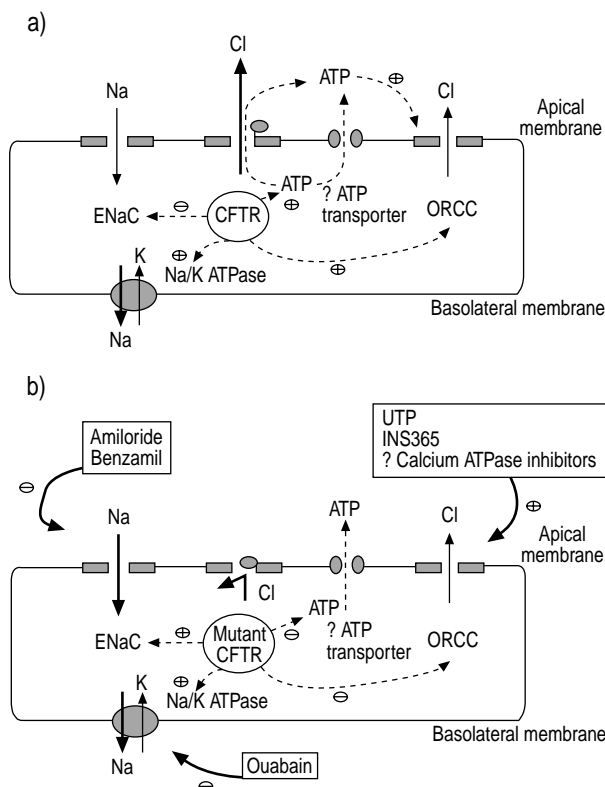 a)
Cl
ATP
⊕
Cl
Na
Apical
membrane
ENaC
⊖
CFTR
ATP
⊕
? ATP
transporter
ORCC
K
⊕
Na/K ATPase
⊕
Na
Basolateral membrane
b)
Amiloride
Benzamil
UTP
INS365
? Calcium ATPase inhibitors
⊖
⊕
Na
ATP
Cl
Apical
membrane
Cl
ENaC
⊕
Mutant
CFTR
ATP
⊖
? ATP
transporter
ORCC
K
⊕
Na/K ATPase
⊖
Na
Basolateral membrane
Ouabain
⊖